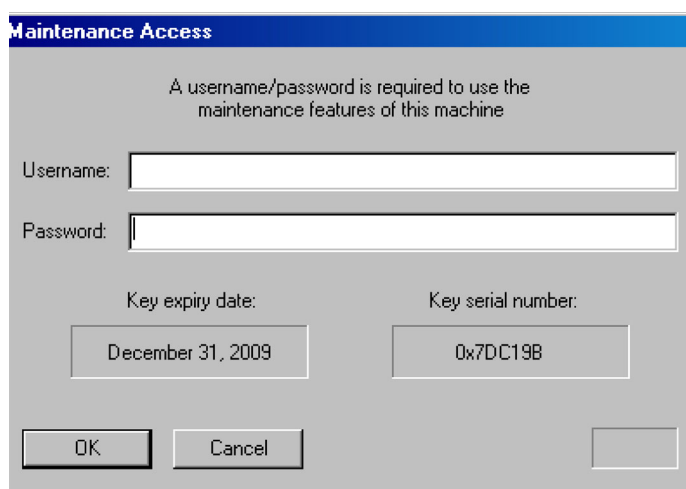 Maintenance Access
A username/password is required to use the
maintenance features of this machine
Username:
Password:
Key expiry date:
Key serial number:
December 31, 2009
0x7DC19B
OK
Cancel